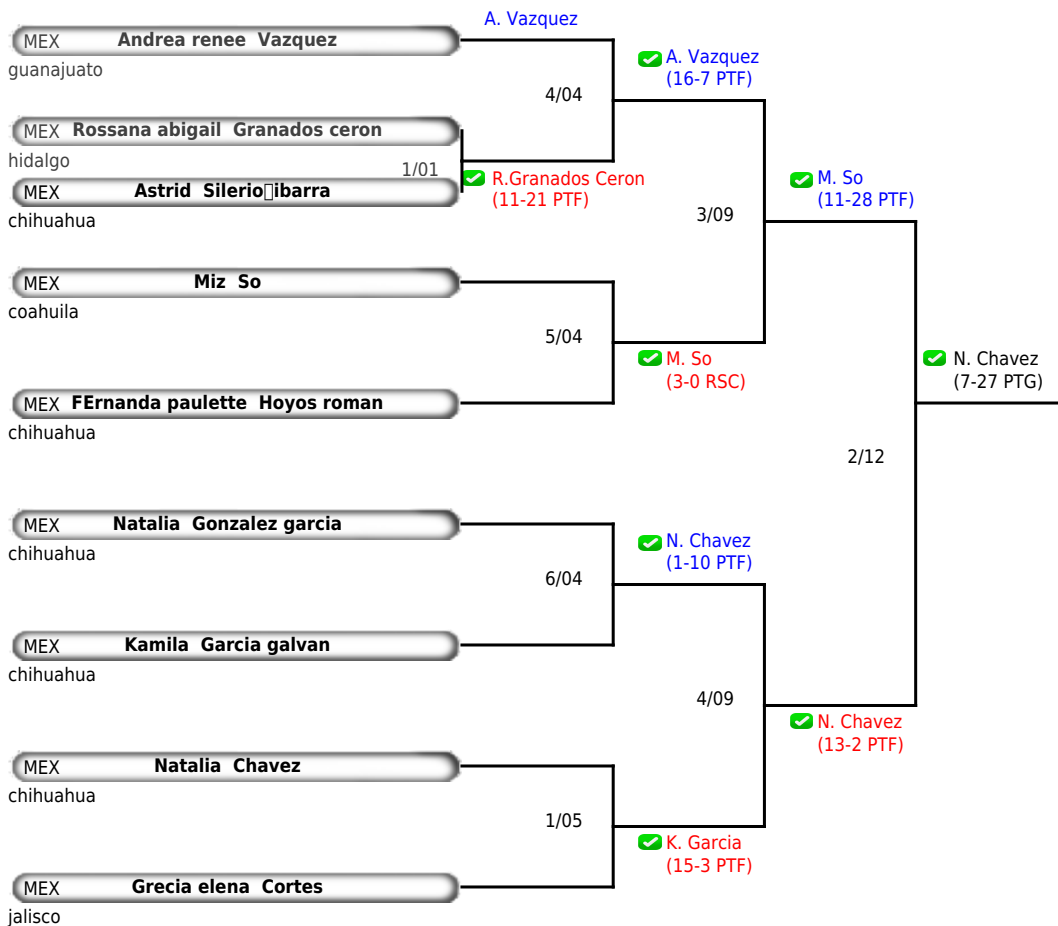 A. Vazquez
MEX Andrea renee Vazquez
guanajuato
A. Vazquez
(16-7 PTF)
4/04
MEX Rossana abigail Granados ceron
hidalgo
1/01
R.Granados Ceron
(11-21 PTF)
MEX Astrid Silerio▯ibarra
chihuahua
M. So
(11-28 PTF)
3/09
MEX Miz So
coahuila
5/04
M. So
(3-0 RSC)
N. Chavez
(7-27 PTG)
MEX FErnanda paulette Hoyos roman
chihuahua
2/12
MEX Natalia Gonzalez garcia
chihuahua
N. Chavez
(1-10 PTF)
6/04
MEX Kamila Garcia galvan
chihuahua
4/09
N. Chavez
(13-2 PTF)
MEX Natalia Chavez
chihuahua
1/05
K. Garcia
(15-3 PTF)
MEX Grecia elena Cortes
jalisco